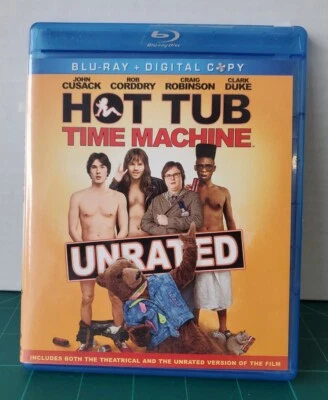 Blu-ray Disc
BLU-RAY + DIGITAL COPY
JOHN CUSACK ROB CORDDRY CRAIG ROBINSON CLARK DUKE
HOT TUB
TIME MACHINE
UNRATED
INCLUDES BOTH THE THEATRICAL AND THE UNRATED VERSION OF THE FILM